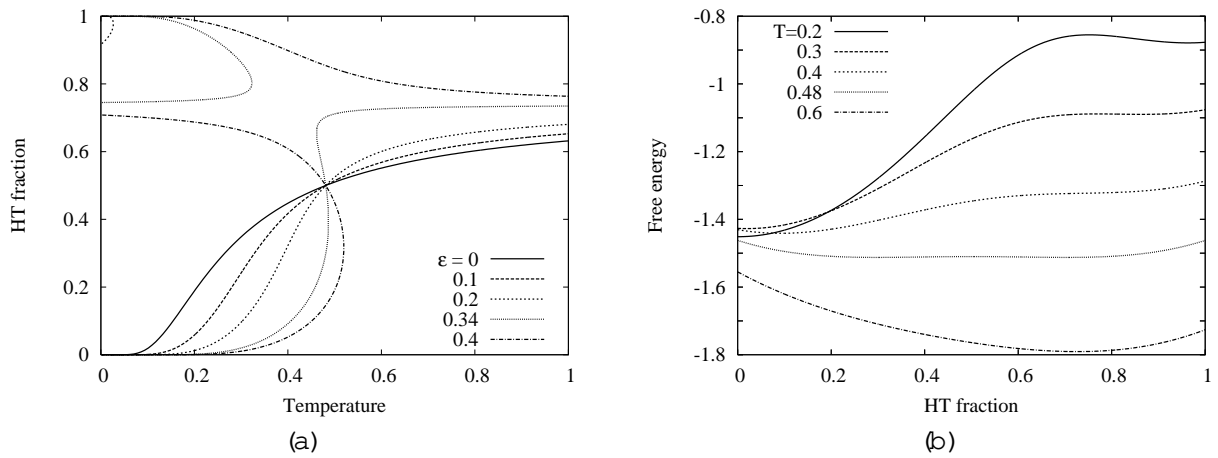 HT fraction
1
0.8
0.6
0.4
0.2
0
0 0.2 0.4 0.6 0.8 1
Temperature
ε = 0
0.1
0.2
0.34
0.4
(a)
Free energy
-0.8
-1
-1.2
-1.4
-1.6
-1.8
0 0.2 0.4 0.6 0.8 1
HT fraction
T=0.2
0.3
0.4
0.48
0.6
(b)